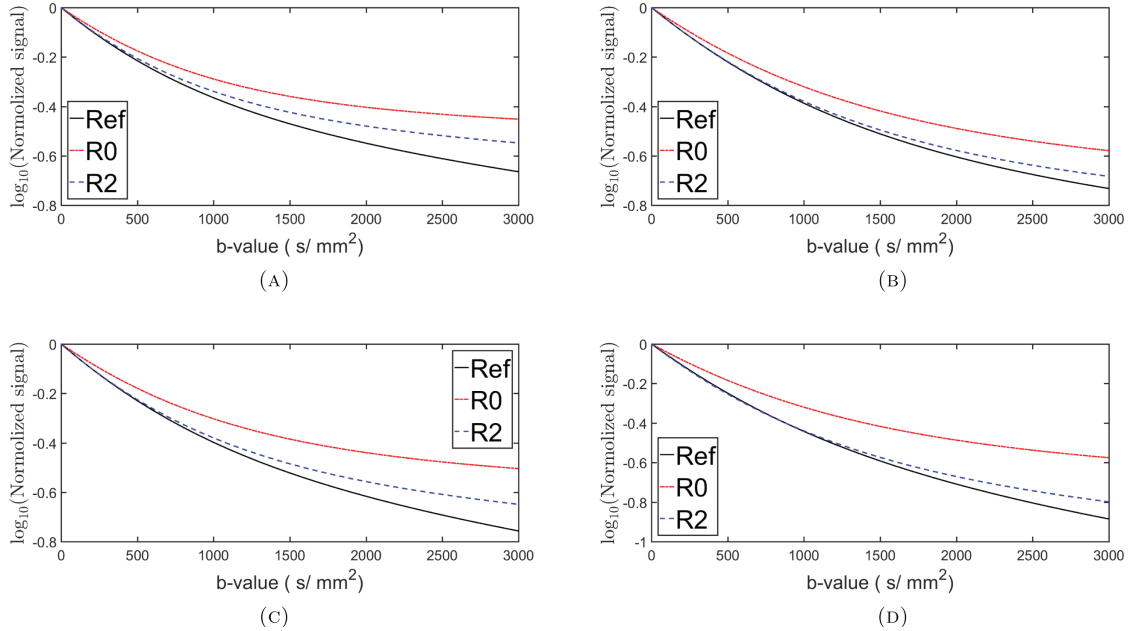 log10(Normolized signal)
0
-0.2
-0.4
-0.6
-0.8
Ref
R0
R2
0 500 1000 1500 2000 2500 3000
b-value ( s/ mm2)
(A)
log10(Normolized signal)
0
-0.2
-0.4
-0.6
-0.8
Ref
R0
R2
0 500 1000 1500 2000 2500 3000
b-value ( s/ mm2)
(B)
log10(Normolized signal)
0
-0.2
-0.4
-0.6
-0.8
Ref
R0
R2
0 500 1000 1500 2000 2500 3000
b-value ( s/ mm2)
(C)
log10(Normolized signal)
0
-0.2
-0.4
-0.6
-0.8
-1
Ref
R0
R2
0 500 1000 1500 2000 2500 3000
b-value ( s/ mm2)
(D)